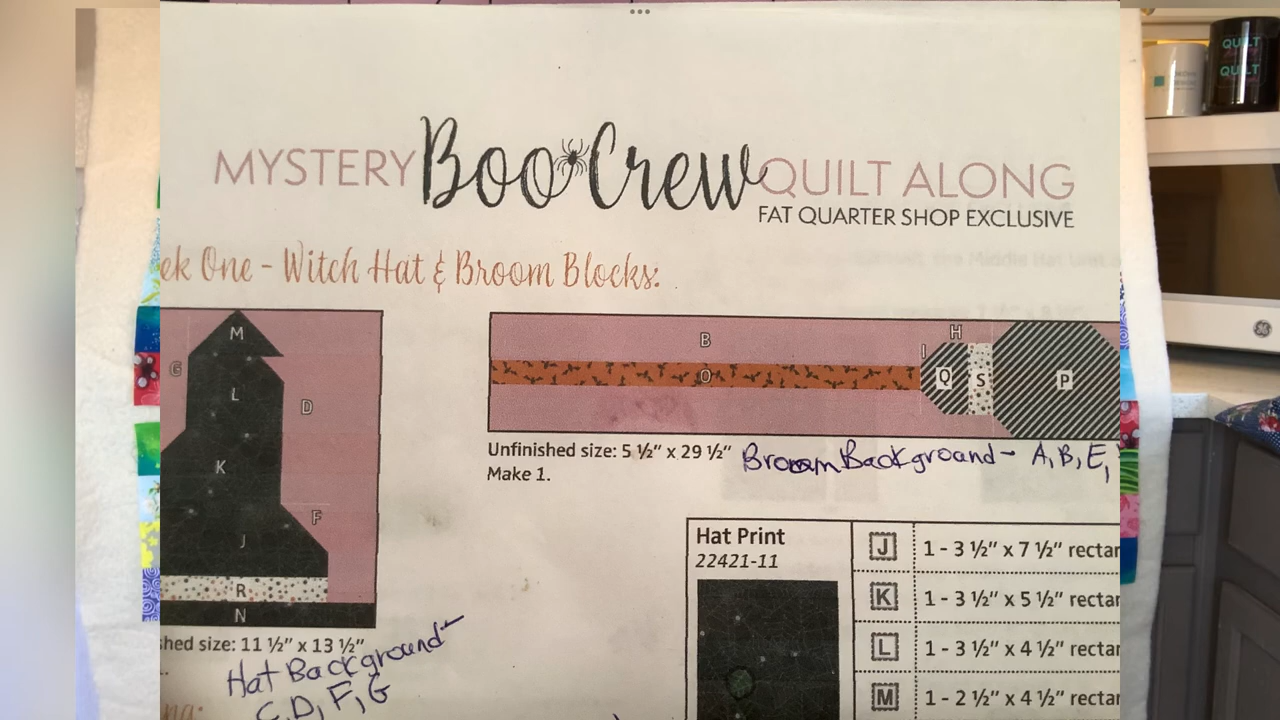 MYSTERY Boo Crew QUILT ALONG
FAT QUARTER SHOP EXCLUSIVE
ek One - Witch Hat & Broom Blocks:
M
G
L
D
K
F
J
R
N
hed size: 11 ½" x 13 ½"
Hat Background-
C, D, F, G
ng:
B
H
I
O
Q
S
P
Unfinished size: 5 ½" x 29 ½"
Make 1.
Broom Background- A, B, E,
Hat Print
22421-11
J 1 - 3 ½" x 7 ½" rectan
K 1 - 3 ½" x 5 ½" rectan
L 1 - 3 ½" x 4 ½" rectan
M 1 - 2 ½" x 4 ½" rectan
QUILT
QUILT